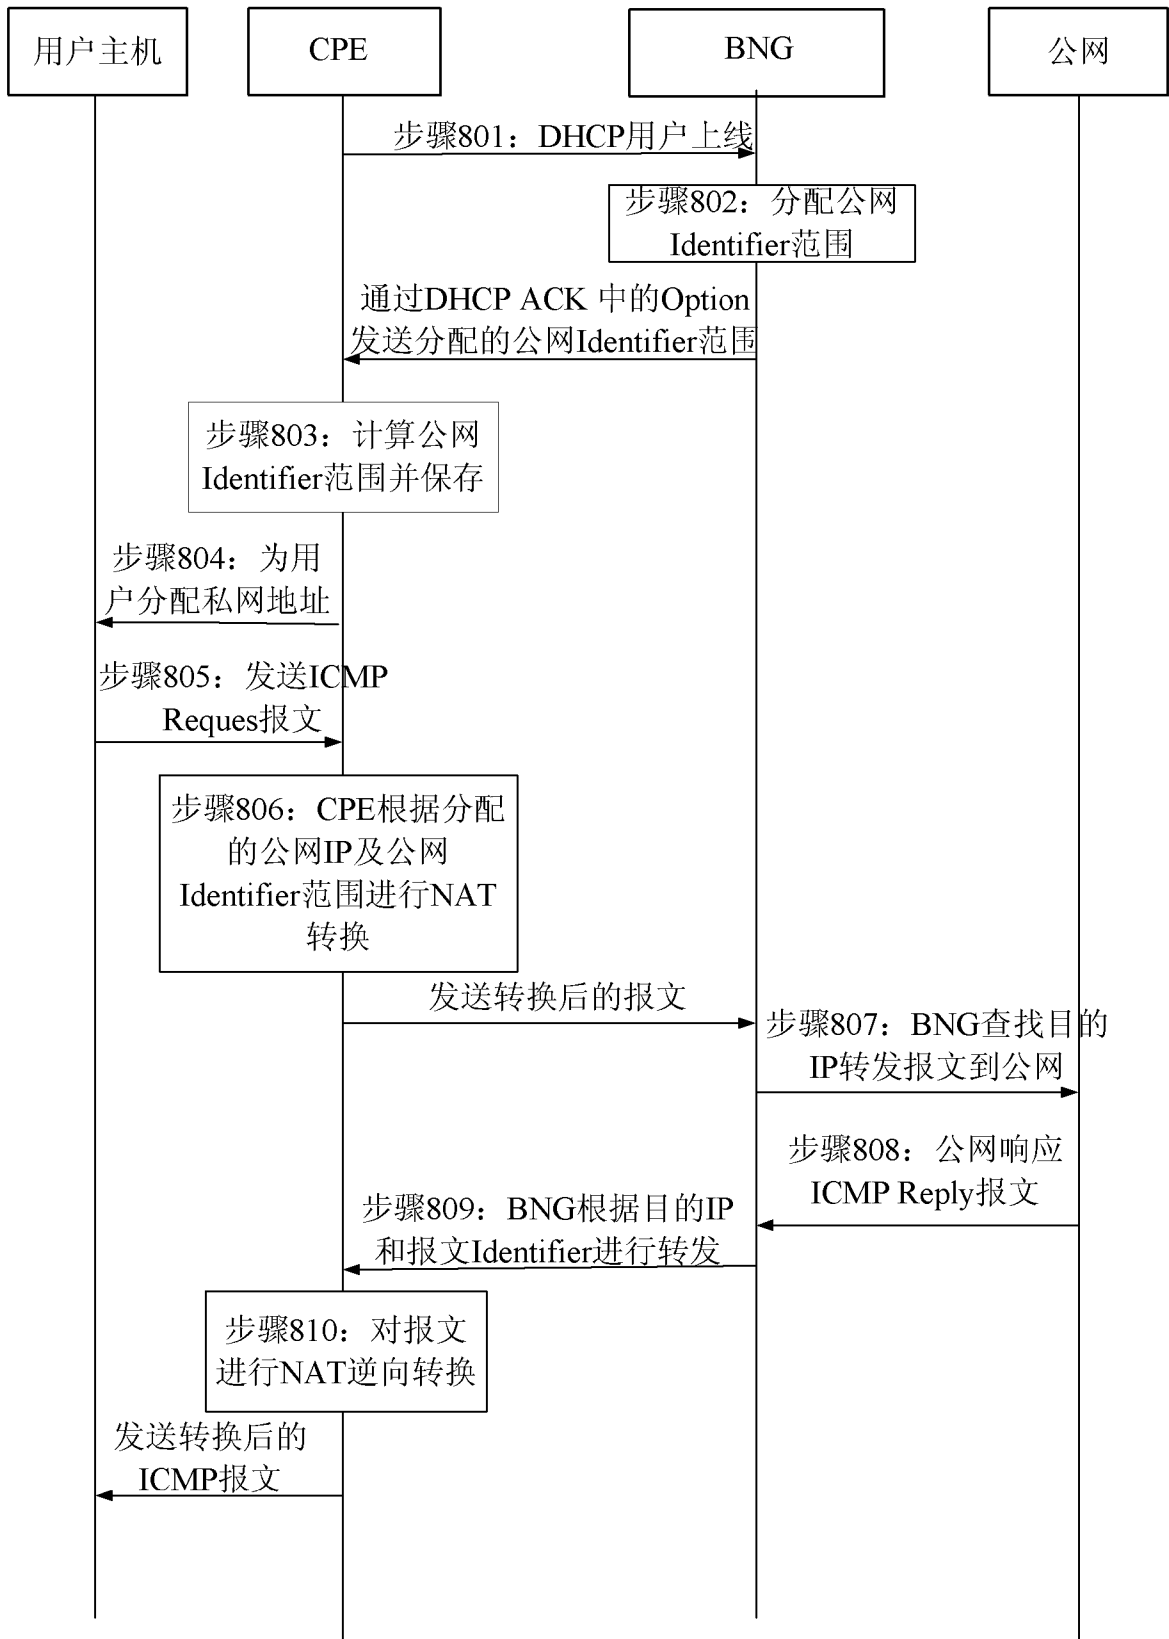 用户主机
CPE
BNG
公网
步骤801：DHCP用户上线
步骤802：分配公网
Identifier范围
通过DHCP ACK 中的Option
发送分配的公网Identifier范围
步骤803：计算公网
Identifier范围并保存
步骤804：为用
户分配私网地址
步骤805：发送ICMP
Reques报文
步骤806：CPE根据分配
的公网IP及公网
Identifier范围进行NAT
转换
发送转换后的报文
步骤807：BNG查找目的
IP转发报文到公网
步骤808：公网响应
ICMP Reply报文
步骤809：BNG根据目的IP
和报文Identifier进行转发
步骤810：对报文
进行NAT逆向转换
发送转换后的
ICMP报文